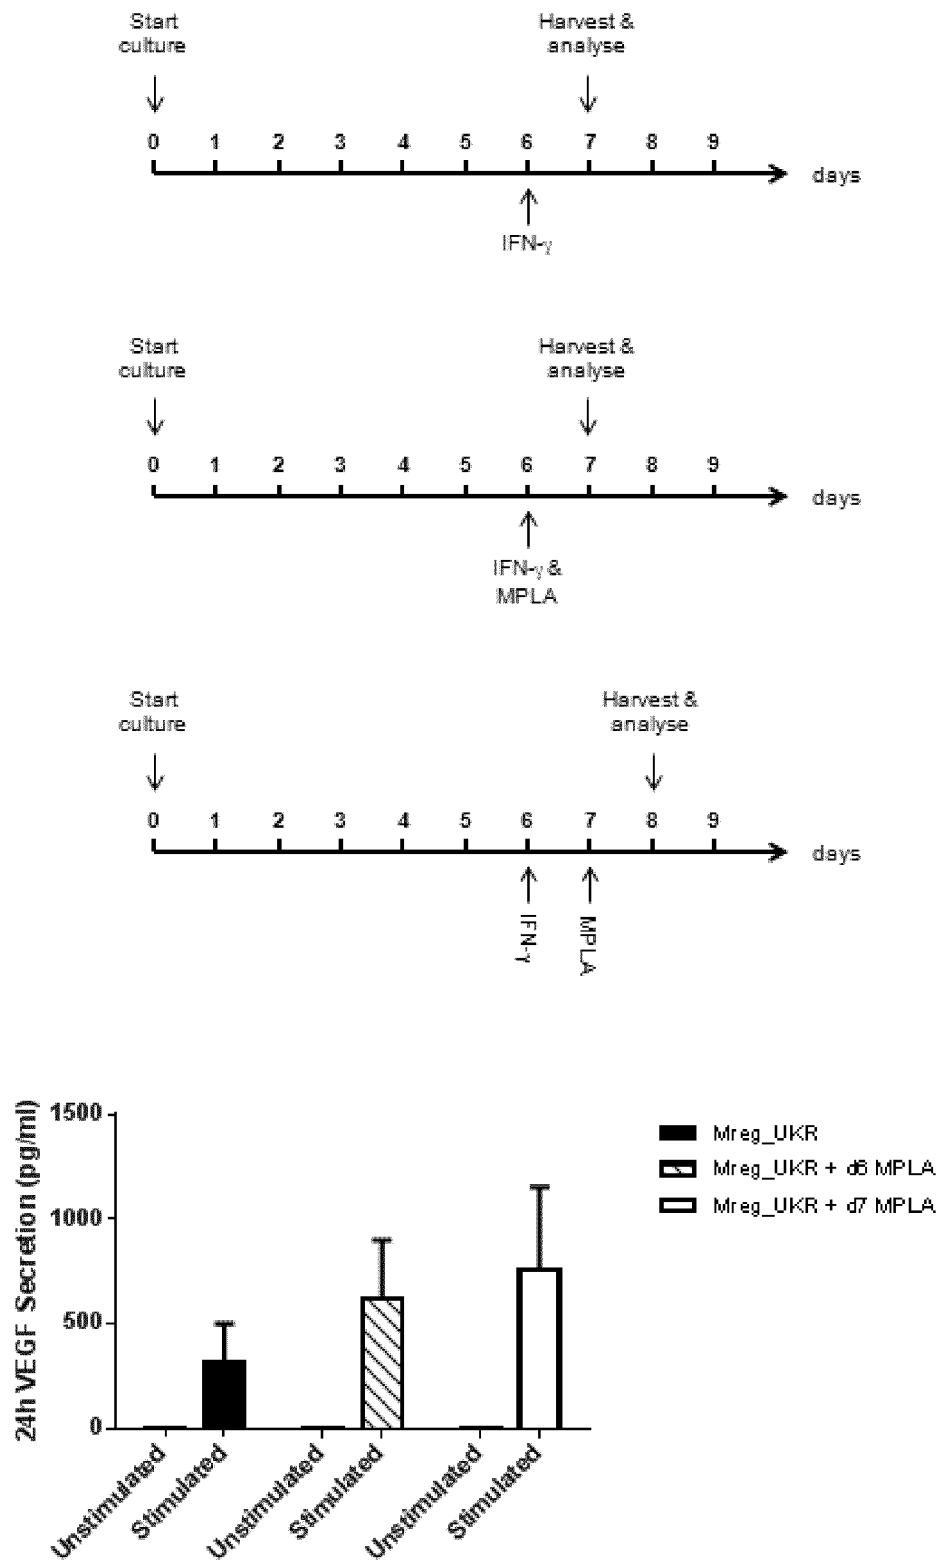 Start
culture
Harvest &
analyse
0 1 2 3 4 5 6 7 8 9
days
IFN-γ
Start
culture
Harvest &
analyse
0 1 2 3 4 5 6 7 8 9
days
IFN-γ &
MPLA
Start
culture
Harvest &
analyse
0 1 2 3 4 5 6 7 8 9
days
IFN-γ
MPLA
24h VEGF Secretion (pg/ml)
1500
1000
500
0
Unstimulated
Stimulated
Unstimulated
Stimulated
Unstimulated
Stimulated
Mreg_UKR
Mreg_UKR + d6 MPLA
Mreg_UKR + d7 MPLA